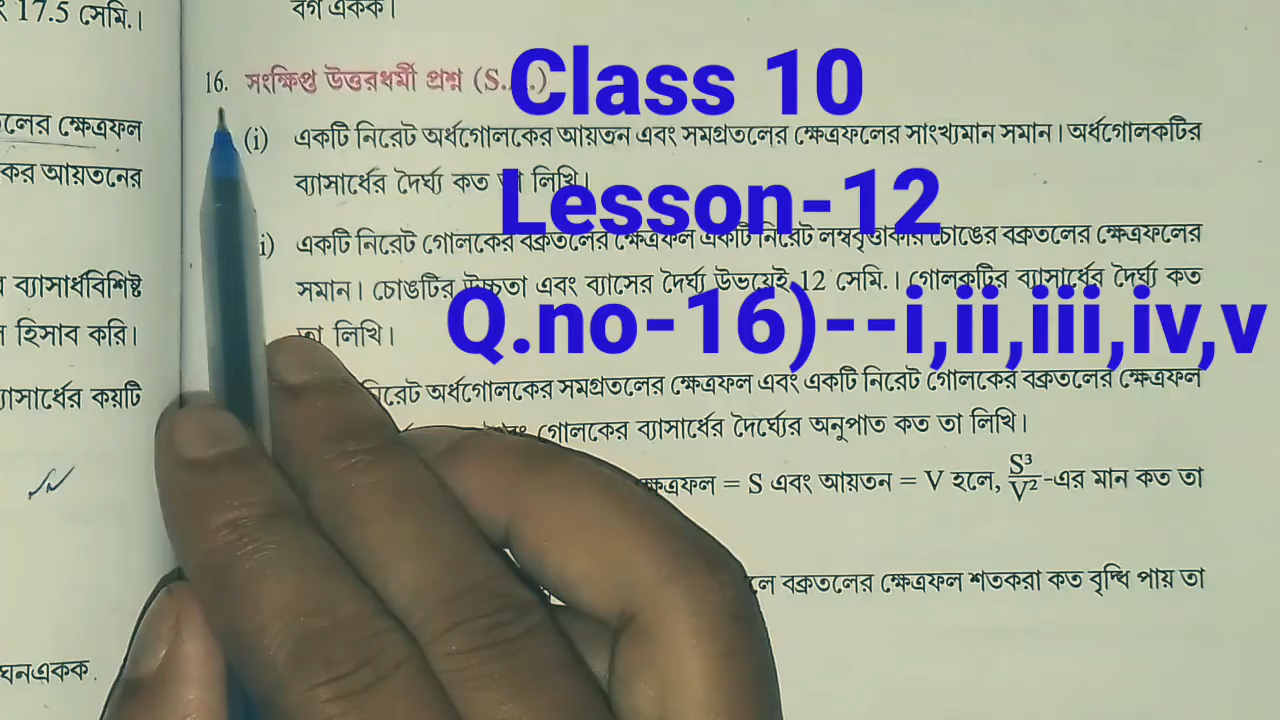 17.5 সেমি.।
বর্গ একক।
16. সংক্ষিপ্ত উত্তরধর্মী প্রশ্ন (S.
Class 10
লের ক্ষেত্রফল
(i) একটি নিরেট অর্ধগোলকের আয়তন এবং সমগ্রতলের ক্ষেত্রফলের সাংখ্যমান সমান। অর্ধগোলকটির
কের আয়তনের
ব্যাসার্ধের দৈর্ঘ্য কত তা লিখি।
Lesson-12
i) একটি নিরেট গোলকের বক্রতলের ক্ষেত্রফল একটি নিরেট লম্ববৃত্তাকার চোঙের বক্রতলের ক্ষেত্রফলের
ব্যাসার্ধবিশিষ্ট
সমান। চোঙটির উচ্চতা এবং ব্যাসের দৈর্ঘ্য উভয়েই 12 সেমি.। গোলকটির ব্যাসার্ধের দৈর্ঘ্য কত
হিসাব করি।
তা লিখি।
Q.no-16)--i,ii,iii,iv,v
াসার্ধের কয়টি
নিরেট অর্ধগোলকের সমগ্রতলের ক্ষেত্রফল এবং একটি নিরেট গোলকের বক্রতলের ক্ষেত্রফল
গোলকের ব্যাসার্ধের দৈর্ঘ্যের অনুপাত কত তা লিখি।
ক্ষেত্রফল = S এবং আয়তন = V হলে, S³/V²-এর মান কত তা
লে বক্রতলের ক্ষেত্রফল শতকরা কত বৃদ্ধি পায় তা
ঘনএকক.